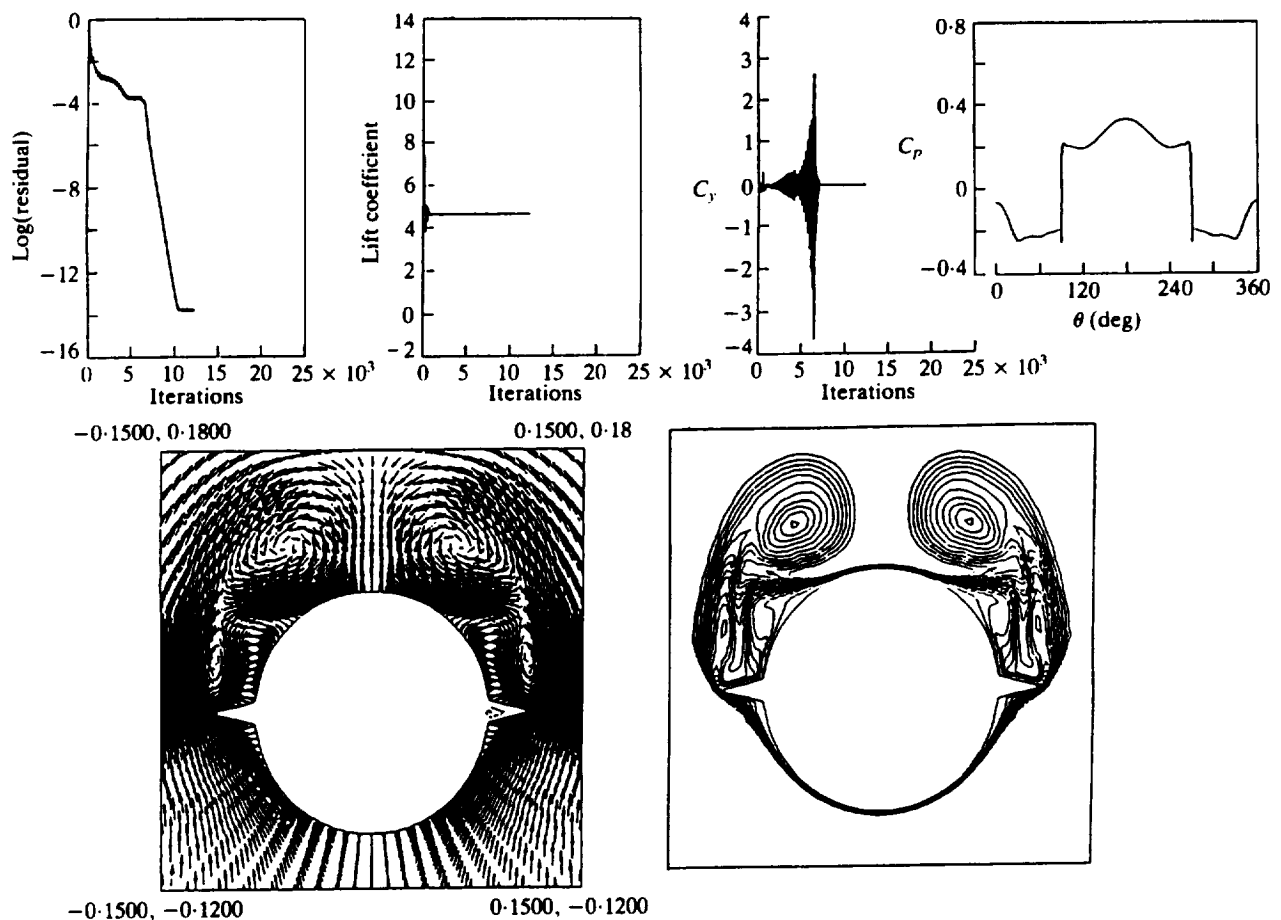 Log(residual)
0
−4
−8
−12
−16
0 5 10 15 20 25 × 10³
Iterations
Lift coefficient
14
12
10
8
6
4
2
0
−2
0 5 10 15 20 25 × 10³
Iterations
C_y
4
3
2
1
0
−1
−2
−3
−4
0 5 10 15 20 25 × 10³
Iterations
C_p
0·8
0·4
0
−0·4
0 120 240 360
θ (deg)
−0·1500, 0·1800
0·1500, 0·18
−0·1500, −0·1200
0·1500, −0·1200